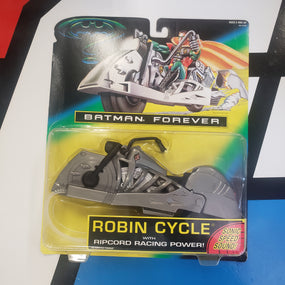 BATMAN FOREVER
ROBIN CYCLE
WITH
RIPCORD RACING POWER!
SONIC
SPEED
SOUND!